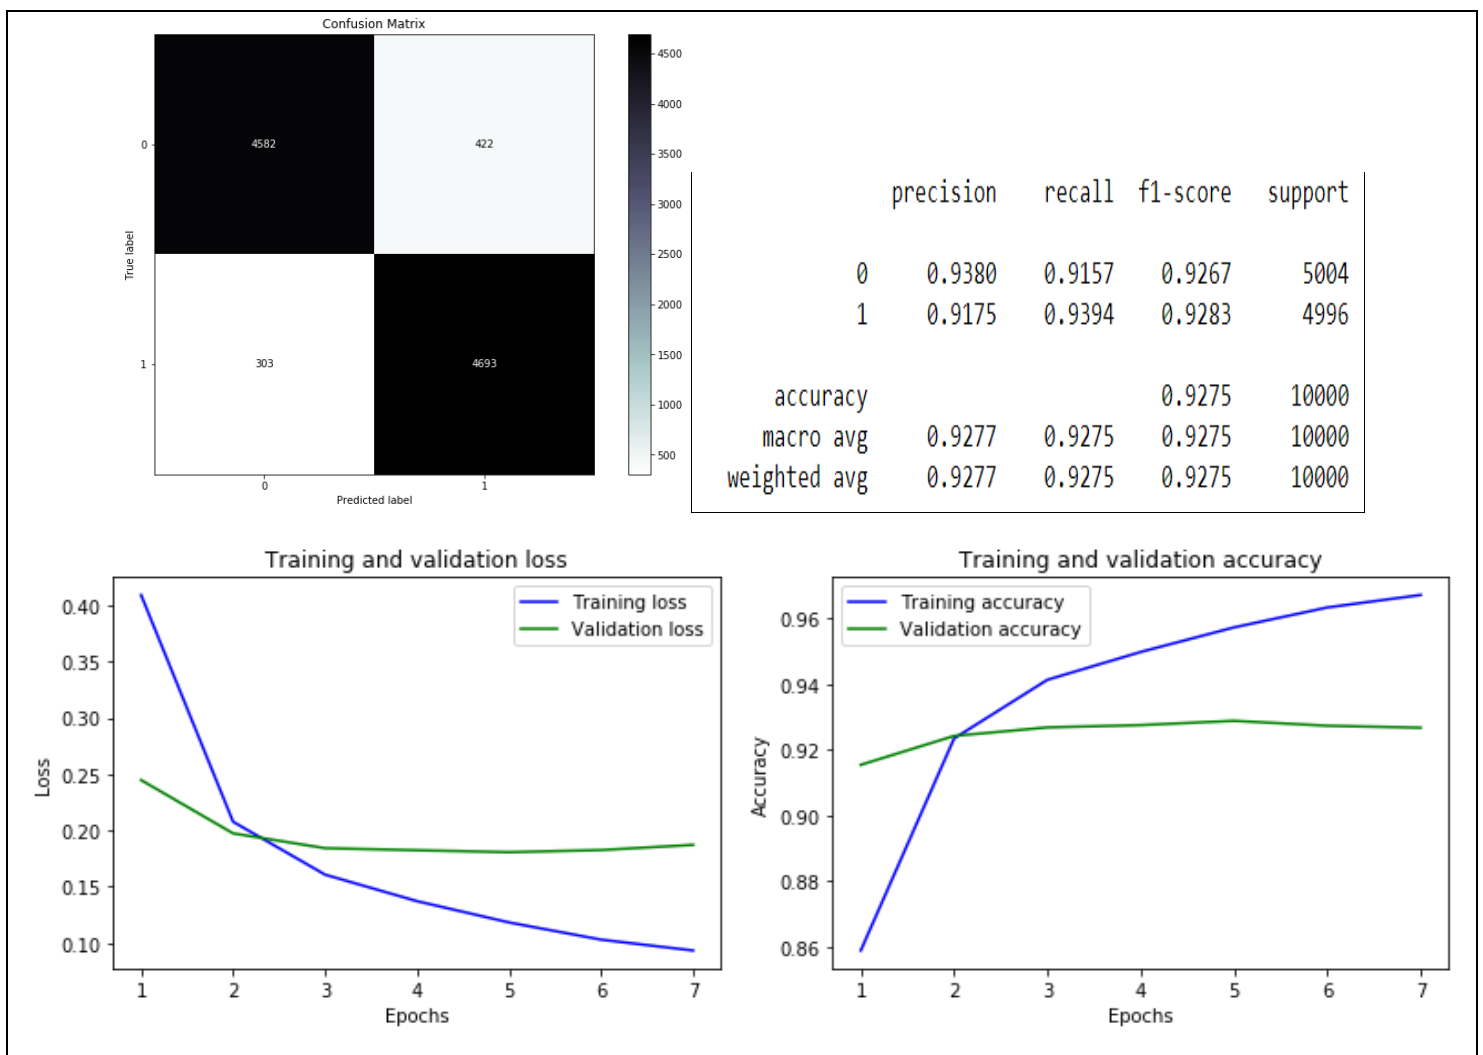 Confusion Matrix
4500
4000
3500
3000
2500
2000
1500
1000
500
True label
0
1
4582
422
303
4693
0
1
Predicted label
precision recall f1-score support
0 0.9380 0.9157 0.9267 5004
1 0.9175 0.9394 0.9283 4996
accuracy 0.9275 10000
macro avg 0.9277 0.9275 0.9275 10000
weighted avg 0.9277 0.9275 0.9275 10000
Training and validation loss
Training loss
Validation loss
Loss
0.40
0.35
0.30
0.25
0.20
0.15
0.10
1 2 3 4 5 6 7
Epochs
Training and validation accuracy
Training accuracy
Validation accuracy
Accuracy
0.96
0.94
0.92
0.90
0.88
0.86
1 2 3 4 5 6 7
Epochs